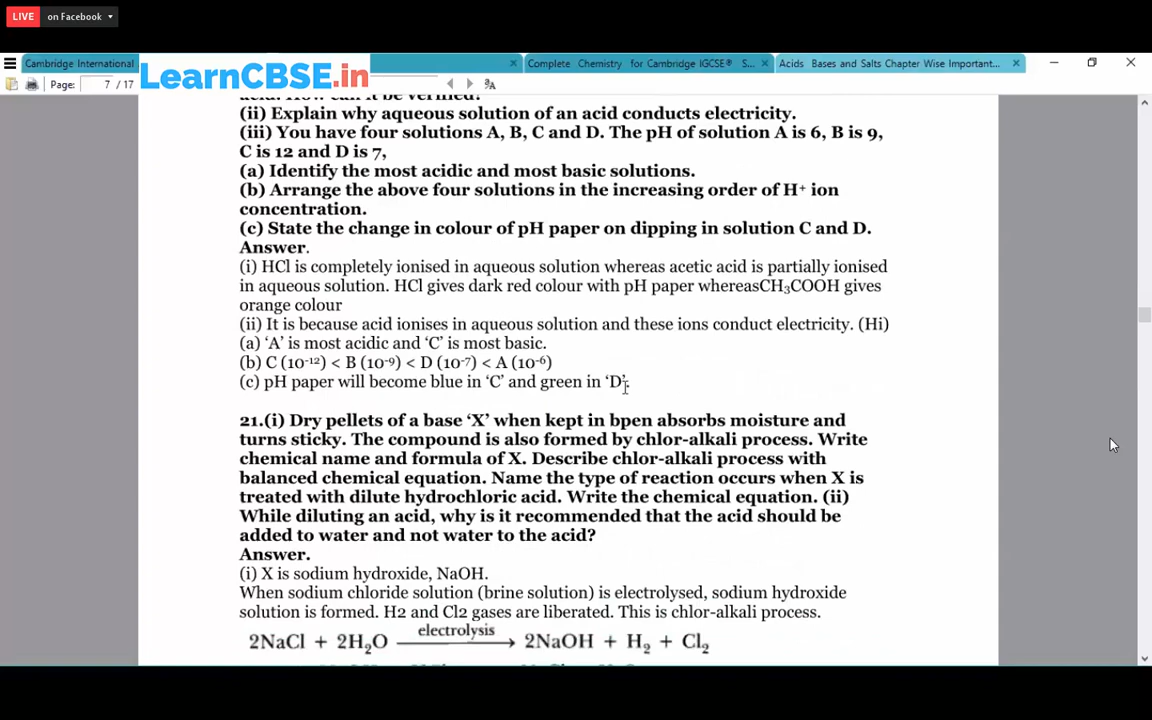 LIVE on Facebook
Cambridge International
LearnCBSE.in
Complete Chemistry for Cambridge IGCSE® S...
Acids Bases and Salts Chapter Wise Important...
Page: 7 / 17
acid. How can it be verified?
(ii) Explain why aqueous solution of an acid conducts electricity.
(iii) You have four solutions A, B, C and D. The pH of solution A is 6, B is 9,
C is 12 and D is 7,
(a) Identify the most acidic and most basic solutions.
(b) Arrange the above four solutions in the increasing order of H⁺ ion
concentration.
(c) State the change in colour of pH paper on dipping in solution C and D.
Answer.
(i) HCl is completely ionised in aqueous solution whereas acetic acid is partially ionised
in aqueous solution. HCl gives dark red colour with pH paper whereasCH₃COOH gives
orange colour
(ii) It is because acid ionises in aqueous solution and these ions conduct electricity. (Hi)
(a) ‘A’ is most acidic and ‘C’ is most basic.
(b) C (10⁻¹²) < B (10⁻⁹) < D (10⁻⁷) < A (10⁻⁶)
(c) pH paper will become blue in ‘C’ and green in ‘D’.
21.(i) Dry pellets of a base ‘X’ when kept in bpen absorbs moisture and
turns sticky. The compound is also formed by chlor-alkali process. Write
chemical name and formula of X. Describe chlor-alkali process with
balanced chemical equation. Name the type of reaction occurs when X is
treated with dilute hydrochloric acid. Write the chemical equation. (ii)
While diluting an acid, why is it recommended that the acid should be
added to water and not water to the acid?
Answer.
(i) X is sodium hydroxide, NaOH.
When sodium chloride solution (brine solution) is electrolysed, sodium hydroxide
solution is formed. H2 and Cl2 gases are liberated. This is chlor-alkali process.
electrolysis
2NaCl + 2H₂O ⟶ 2NaOH + H₂ + Cl₂